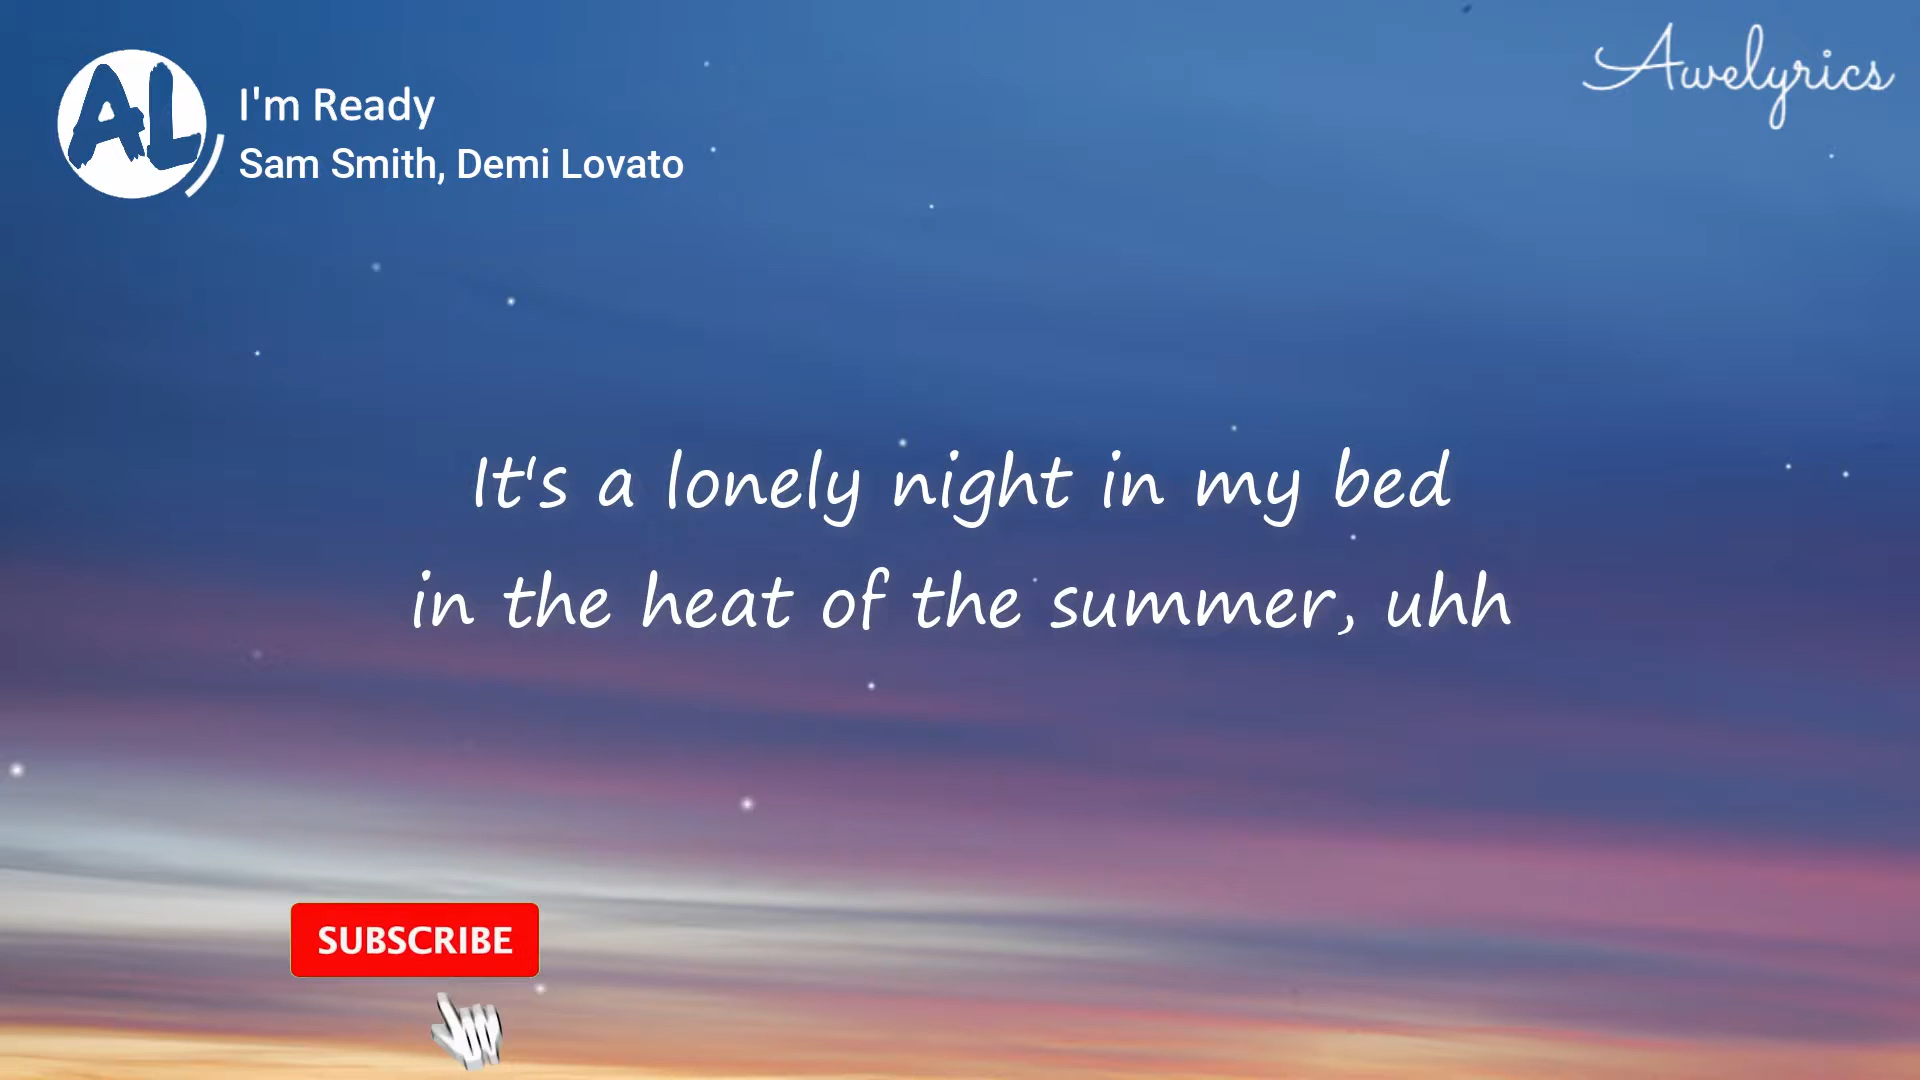 AL
I'm Ready
Sam Smith, Demi Lovato
Awelyrics
It's a lonely night in my bed
in the heat of the summer, uhh
SUBSCRIBE